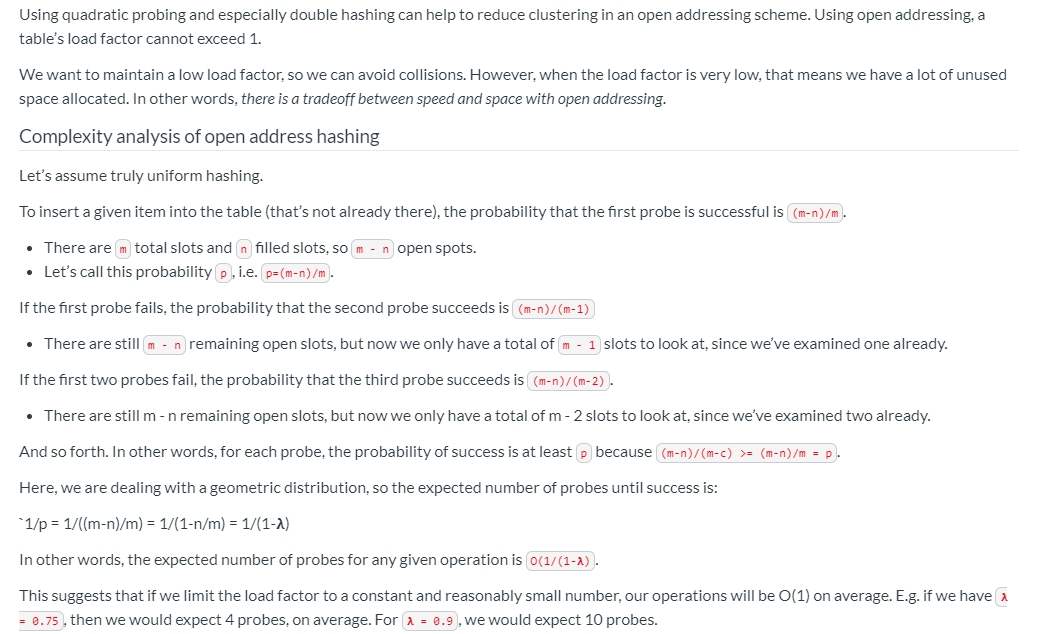 Using quadratic probing and especially double hashing can help to reduce clustering in an open addressing scheme. Using open addressing, a
table's load factor cannot exceed 1.
We want to maintain a low load factor, so we can avoid collisions. However, when the load factor is very low, that means we have a lot of unused
space allocated. In other words, there is a tradeoff between speed and space with open addressing.
Complexity analysis of open address hashing
Let's assume truly uniform hashing.
To insert a given item into the table (that's not already there), the probability that the first probe is successful is (m-n)/m.
• There are m total slots and n filled slots, so m - n open spots.
• Let's call this probability p, i.e. p=(m-n)/m.
If the first probe fails, the probability that the second probe succeeds is (m-n)/(m-1)
• There are still m - n remaining open slots, but now we only have a total of m - 1 slots to look at, since we've examined one already.
If the first two probes fail, the probability that the third probe succeeds is (m-n)/(m-2).
• There are still m - n remaining open slots, but now we only have a total of m - 2 slots to look at, since we've examined two already.
And so forth. In other words, for each probe, the probability of success is at least p because (m-n)/(m-c) >= (m-n)/m = p.
Here, we are dealing with a geometric distribution, so the expected number of probes until success is:
`1/p = 1/((m-n)/m) = 1/(1-n/m) = 1/(1-λ)
In other words, the expected number of probes for any given operation is O(1/(1-λ).
This suggests that if we limit the load factor to a constant and reasonably small number, our operations will be O(1) on average. E.g. if we have λ
= 0.75, then we would expect 4 probes, on average. For λ = 0.9, we would expect 10 probes.